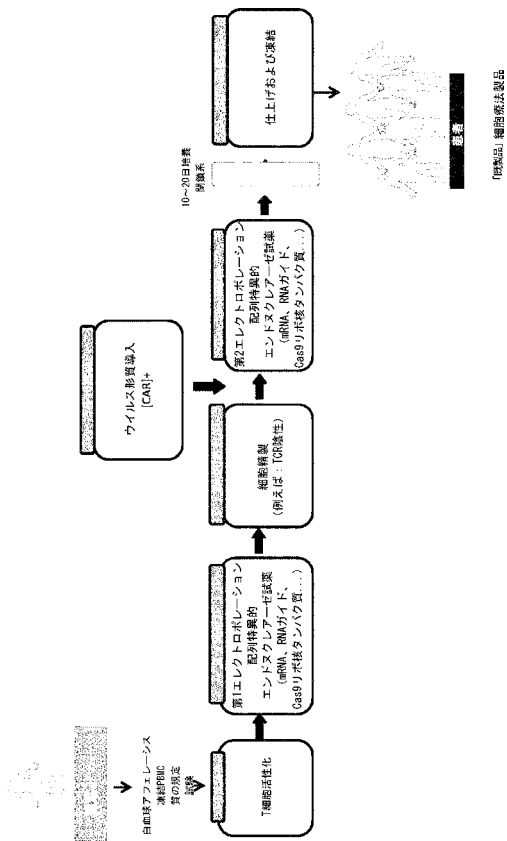 白血球アフェレーシス
凍結PBMC
質の規定
試験
T細胞活性化
第1エレクトロポレーション
配列特異的
エンドヌクレアーゼ試薬
(mRNA、RNAガイド、
Cas9リボ核タンパク質...)
細胞精製
(例えば：TCR陰性)
ウイルス形質導入
[CAR]+
第2エレクトロポレーション
配列特異的
エンドヌクレアーゼ試薬
(mRNA、RNAガイド、
Cas9リボ核タンパク質...)
10～20日培養
閉鎖系
仕上げおよび凍結
患者
「既製品」細胞療法製品